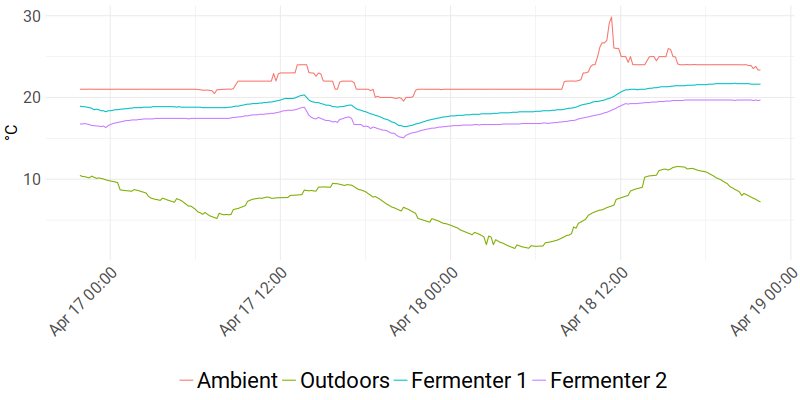 30
20
10
°C
Apr 17 00:00
Apr 17 12:00
Apr 18 00:00
Apr 18 12:00
Apr 19 00:00
Ambient Outdoors Fermenter 1 Fermenter 2